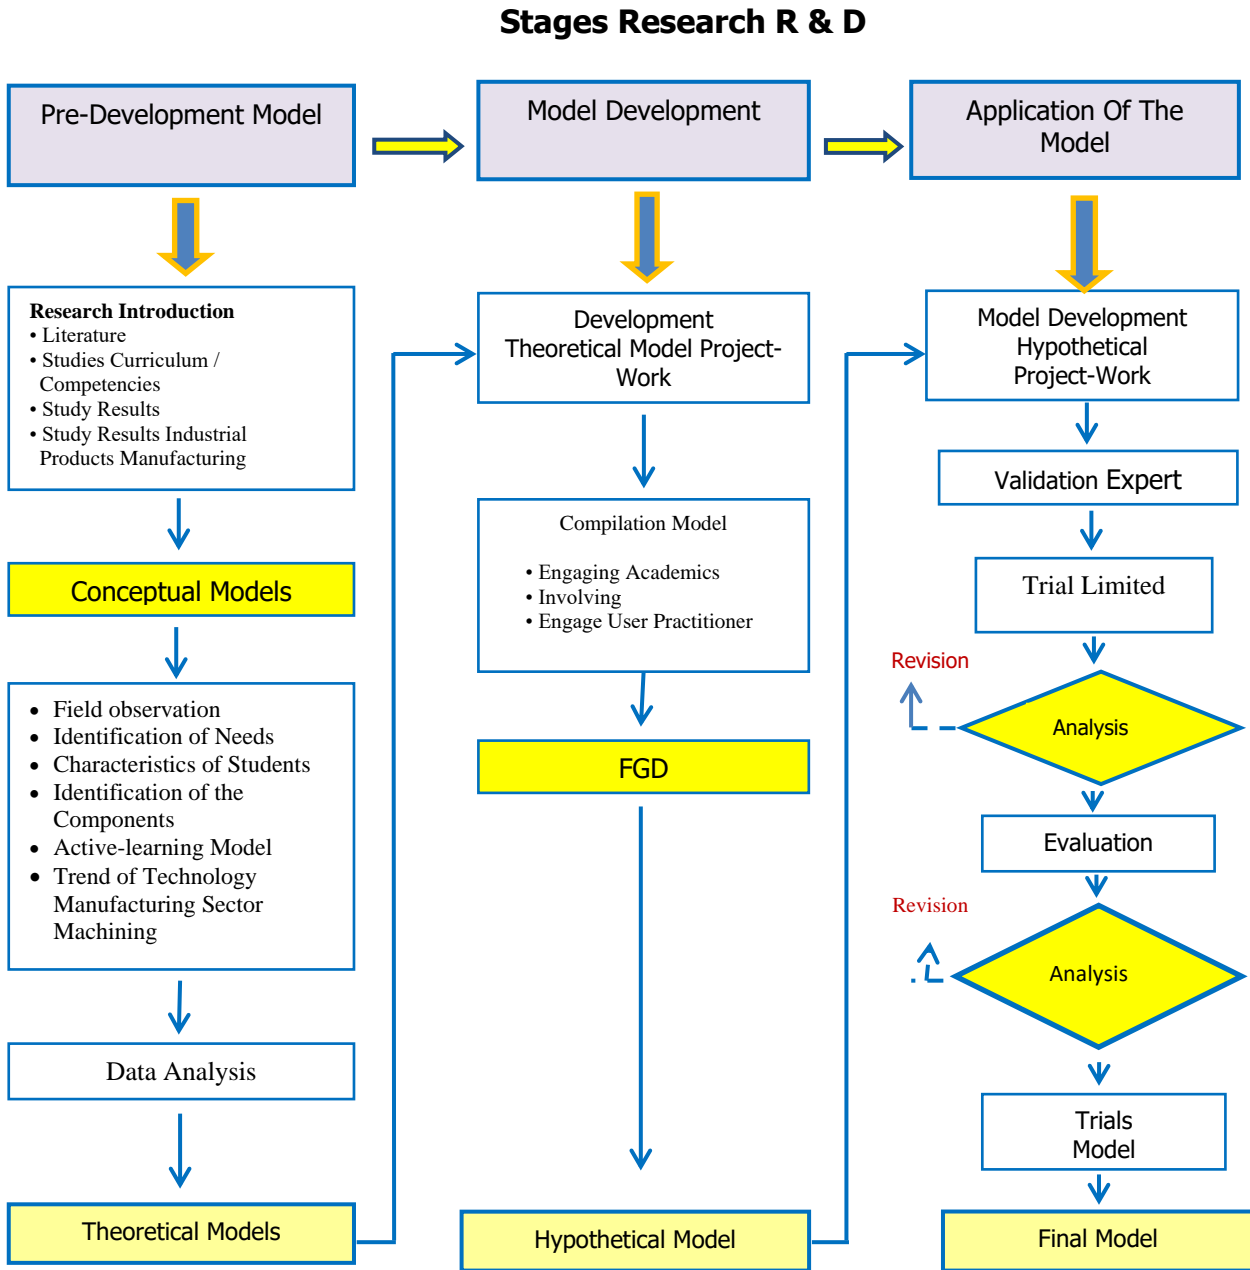 Stages Research R & D
Pre-Development Model
Model Development
Application Of The
Model
Research Introduction
• Literature
• Studies Curriculum /
Competencies
• Study Results
• Study Results Industrial
Products Manufacturing
Conceptual Models
• Field observation
• Identification of Needs
• Characteristics of Students
• Identification of the
Components
• Active-learning Model
• Trend of Technology
Manufacturing Sector
Machining
Data Analysis
Theoretical Models
Development
Theoretical Model Project-
Work
Compilation Model
• Engaging Academics
• Involving
• Engage User Practitioner
FGD
Hypothetical Model
Model Development
Hypothetical
Project-Work
Validation Expert
Trial Limited
Revision
Analysis
Evaluation
Revision
Analysis
Trials
Model
Final Model